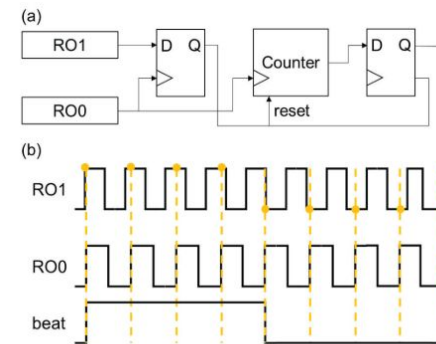 (a)
RO1
D Q
Counter
D Q
RO0
reset
(b)
RO1
RO0
beat